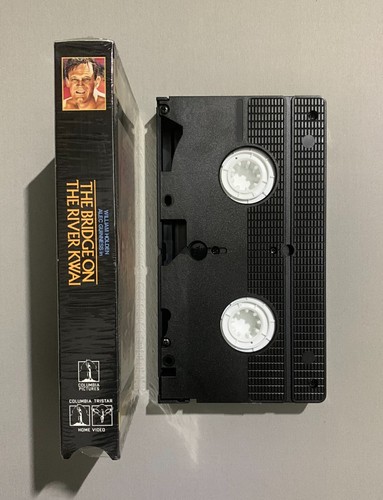 WILLIAM HOLDEN
ALEC GUINNESS in
THE BRIDGE ON
THE RIVER KWAI
COLUMBIA
PICTURES
COLUMBIA TRISTAR
HOME VIDEO